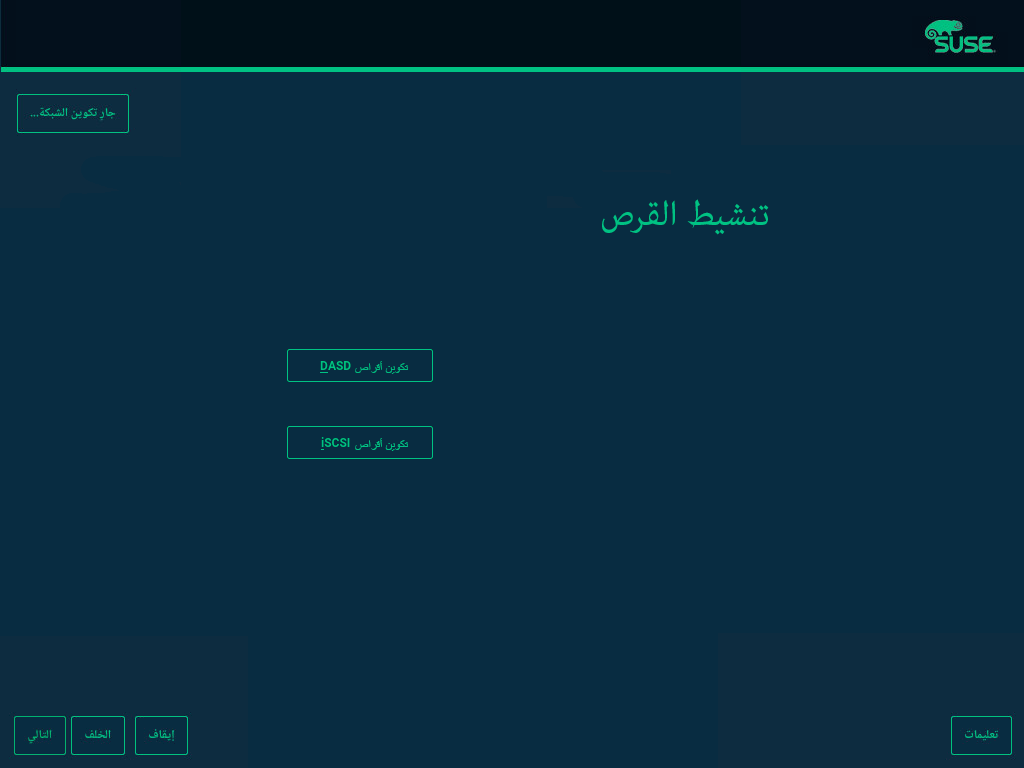 SUSE
جارِ تكوين الشبكة...
تنشيط القرص
تكوين أقراص DASD
تكوين أقراص iSCSI
تعليمات
إيقاف
الخلف
التالي